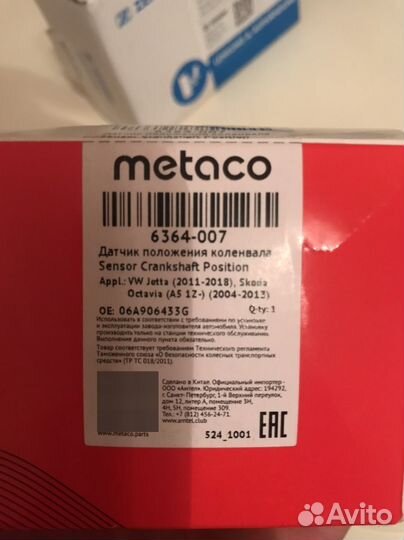 metaco
6364-007
Датчик положения коленвала
Sensor Crankshaft Position
Appl.: VW Jetta (2011-2018), Skoda
Octavia (A5 1Z-) (2004-2013)
OE: 06A906433G Q-ty: 1
Использовать в соответствии с требованиями по установке
и эксплуатации завода-изготовителя автомобиля. Установку
производить только на станции технического обслуживания.
Выполнение данного пункта обязательно.
Товар соответствует требованиям Технического регламента
Таможенного союза «О безопасности колесных транспортных
средств» (ТР ТС 018/2011).
Сделано в Китае. Официальный импортер -
ООО «Антел». Юридический адрес: 194292,
г. Санкт-Петербург, 1-й Верхний переулок,
дом 12, литер А, помещение 3Н,
4Н, 5Н, помещение 309.
Тел.: +7 (812) 456-24-71
www.amtel.club
www.metaco.parts
524_1001
EAC
Avito